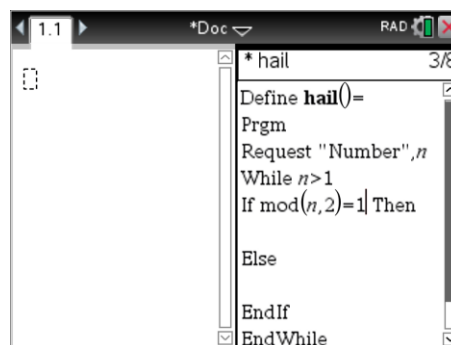 1.1 *Doc RAD
* hail 3/8
Define hail()=
Prgm
Request "Number",n
While n>1
If mod(n,2)=1 Then
Else
EndIf
EndWhile